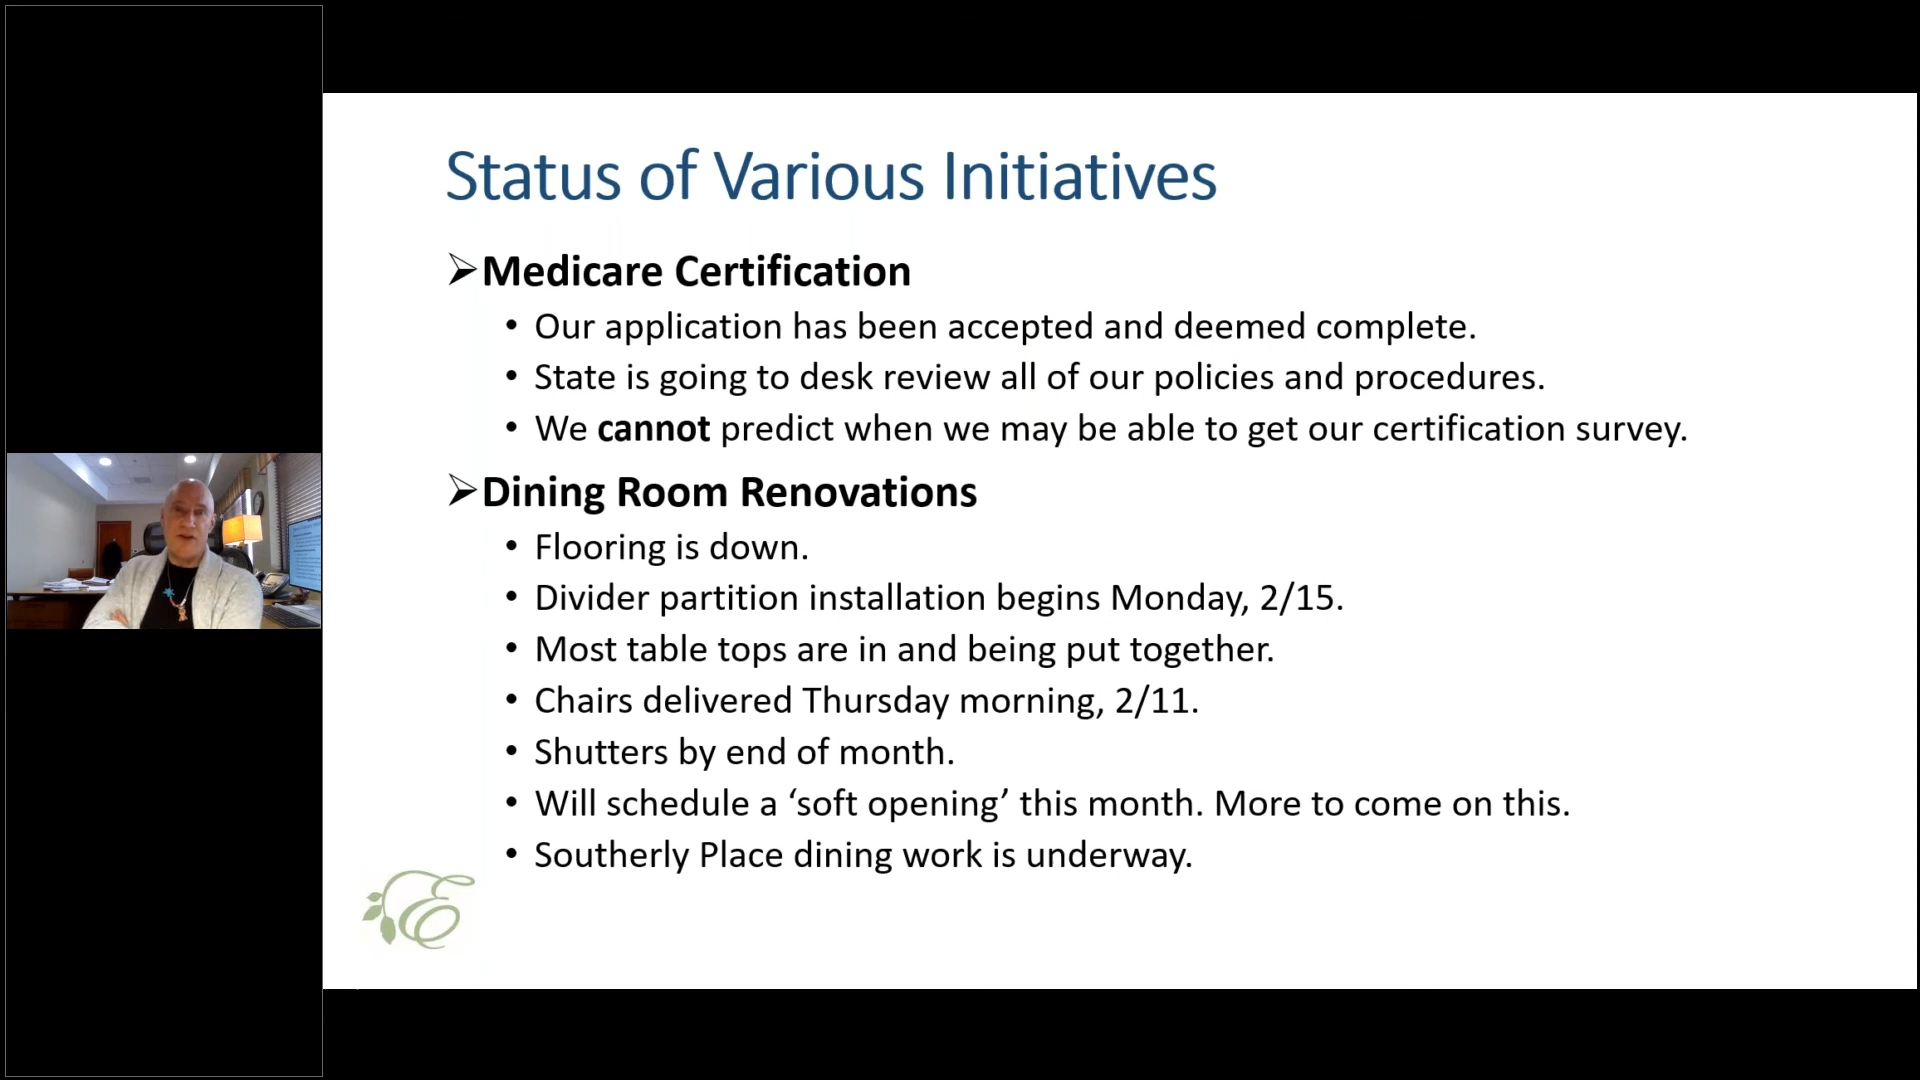 Status of Various Initiatives
➢Medicare Certification
• Our application has been accepted and deemed complete.
• State is going to desk review all of our policies and procedures.
• We cannot predict when we may be able to get our certification survey.
➢Dining Room Renovations
• Flooring is down.
• Divider partition installation begins Monday, 2/15.
• Most table tops are in and being put together.
• Chairs delivered Thursday morning, 2/11.
• Shutters by end of month.
• Will schedule a ‘soft opening’ this month. More to come on this.
• Southerly Place dining work is underway.
E